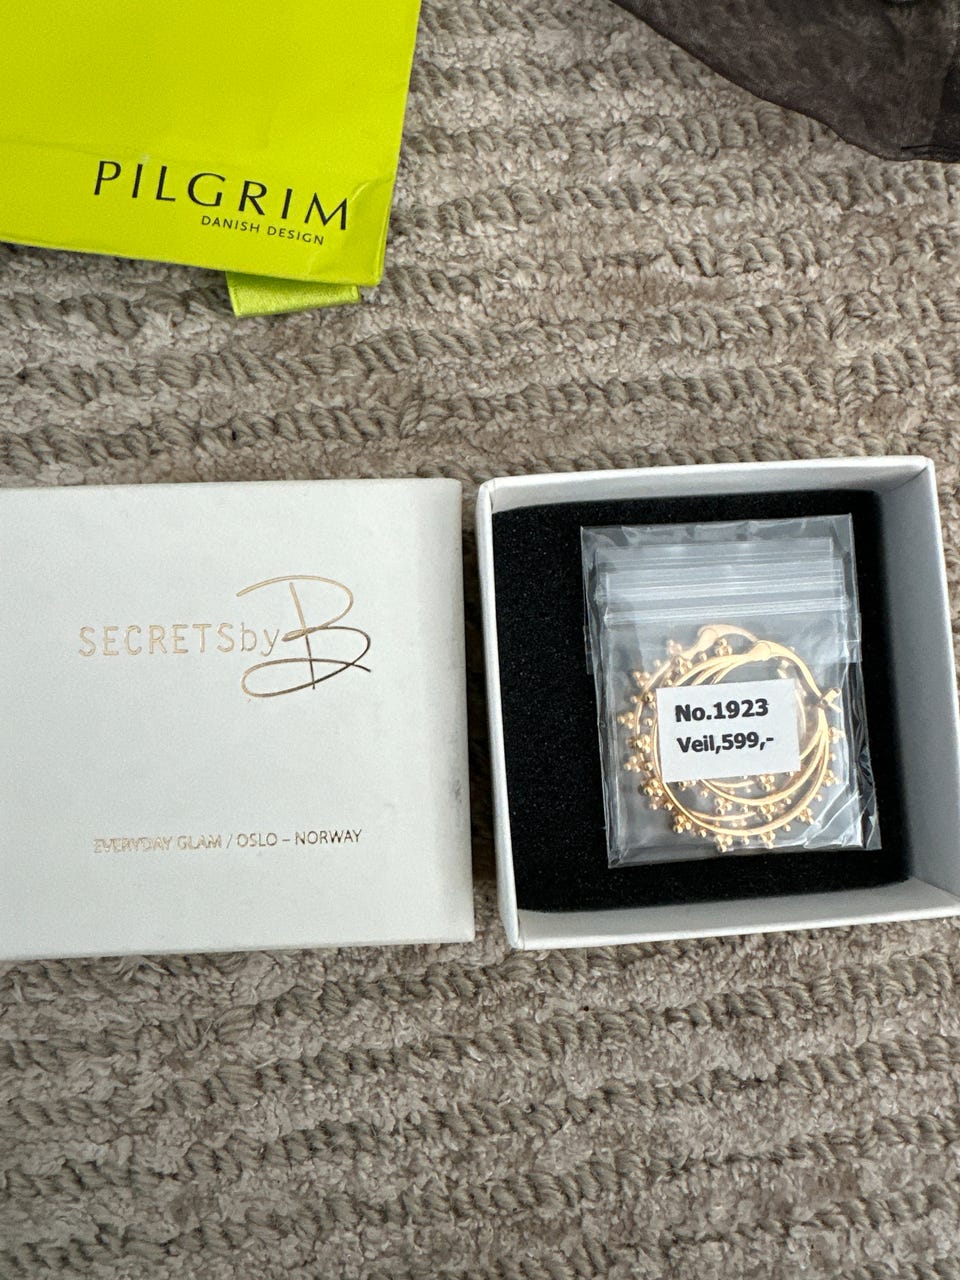 PILGRIM
DANISH DESIGN
SECRETSbyB
EVERYDAY GLAM / OSLO – NORWAY
No.1923
Veil,599,-